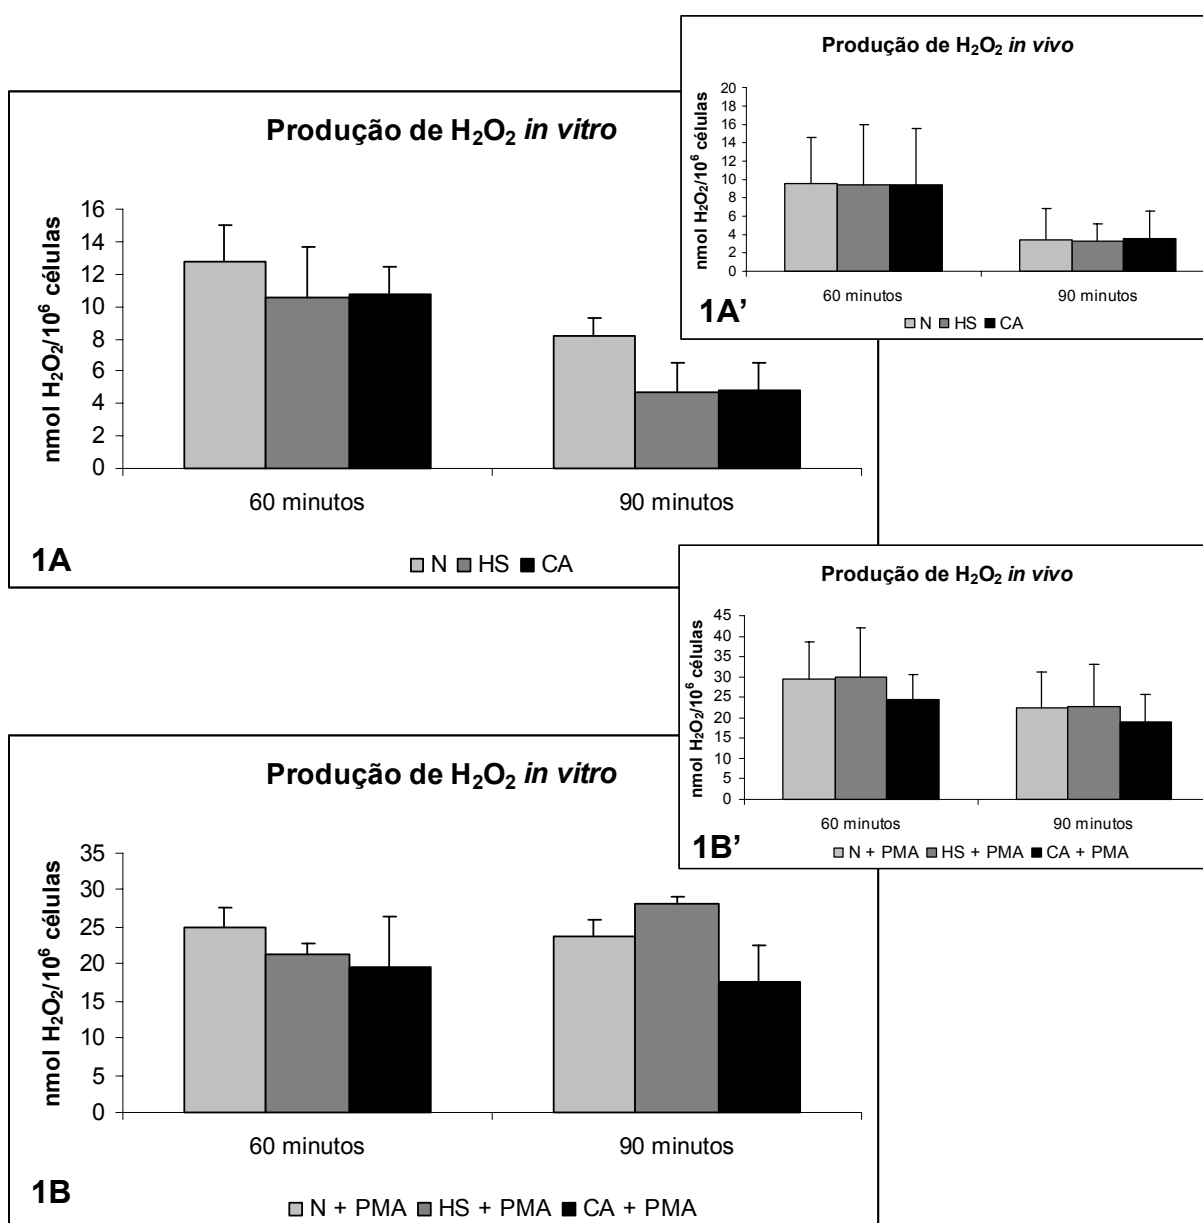 Produção de H₂O₂ in vitro
nmol H₂O₂/10⁶ células
16
14
12
10
8
6
4
2
0
60 minutos 90 minutos
N HS CA
1A
Produção de H₂O₂ in vivo
nmol H₂O₂/10⁶ células
20
18
16
14
12
10
8
6
4
2
0
60 minutos 90 minutos
N HS CA
1A’
Produção de H₂O₂ in vivo
nmol H₂O₂/10⁶ células
45
40
35
30
25
20
15
10
5
0
60 minutos 90 minutos
N + PMA HS + PMA CA + PMA
1B’
Produção de H₂O₂ in vitro
nmol H₂O₂/10⁶ células
35
30
25
20
15
10
5
0
60 minutos 90 minutos
N + PMA HS + PMA CA + PMA
1B